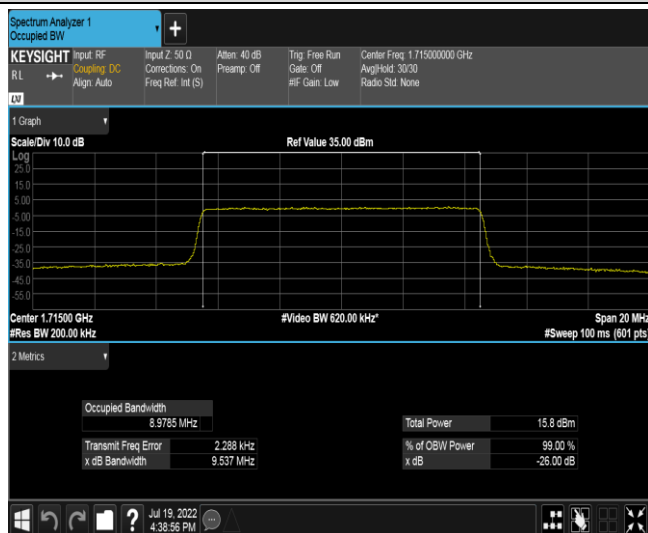 Spectrum Analyzer 1
Occupied BW
+
KEYSIGHT Input: RF Input Z: 50 Ω Atten: 40 dB Trig: Free Run Center Freq: 1.715000000 GHz
RL Coupling: DC Corrections: On Preamp: Off Gate: Off Avg|Hold: 30/30
Align: Auto Freq Ref: Int (S) #IF Gain: Low Radio Std: None
LXI
1 Graph
Scale/Div 10.0 dB Ref Value 35.00 dBm
Log
25.0
15.0
5.00
-5.00
-15.0
-25.0
-35.0
-45.0
-55.0
Center 1.71500 GHz #Video BW 620.00 kHz* Span 20 MHz
#Res BW 200.00 kHz #Sweep 100 ms (601 pts)
2 Metrics
Occupied Bandwidth
8.9785 MHz Total Power 15.8 dBm
Transmit Freq Error 2.288 kHz % of OBW Power 99.00 %
x dB Bandwidth 9.537 MHz x dB -26.00 dB
? Jul 19, 2022
4:38:56 PM